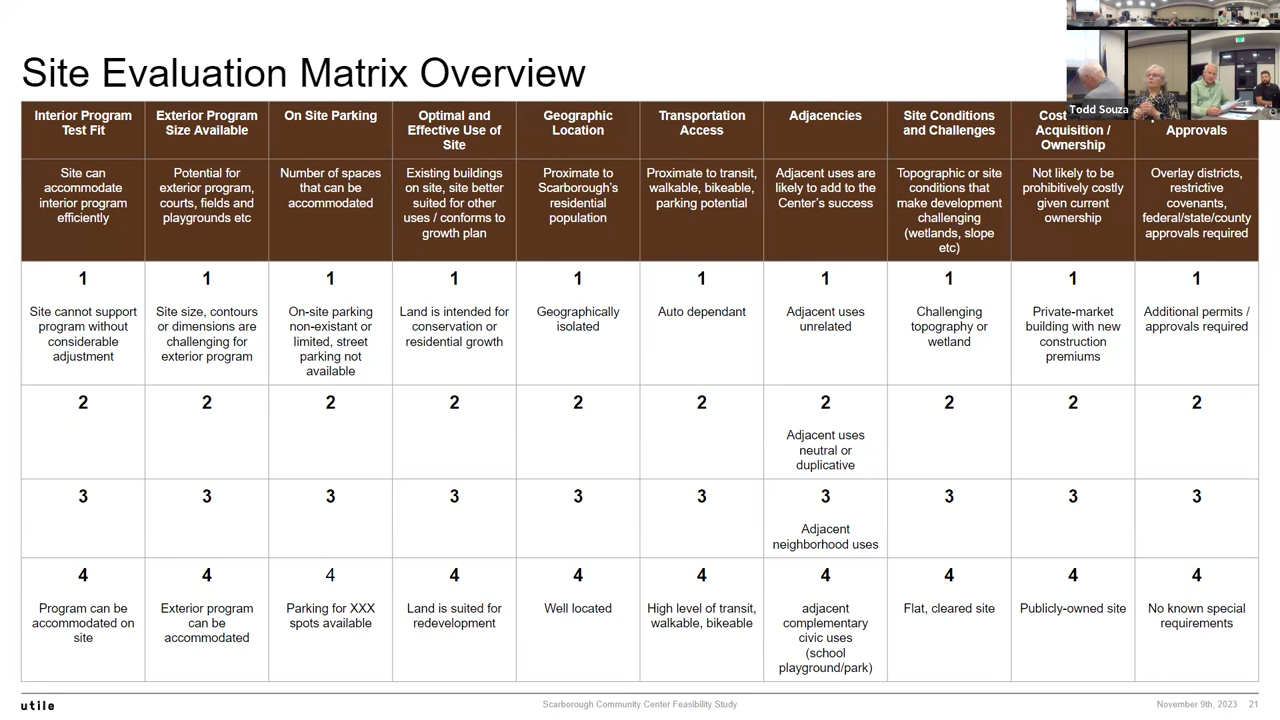 Site Evaluation Matrix Overview
Todd Souza
Interior Program
Test Fit
Exterior Program
Size Available
On Site Parking
Optimal and
Effective Use of
Site
Geographic
Location
Transportation
Access
Adjacencies
Site Conditions
and Challenges
Acquisition /
Ownership
Approvals
Site can
accommodate
interior program
efficiently
Potential for
exterior program,
courts, fields and
playgrounds etc
Number of spaces
that can be
accommodated
Existing buildings
on site, site better
suited for other
uses / conforms to
growth plan
Proximate to
Scarborough's
residential
population
Proximate to transit,
walkable, bikeable,
parking potential
Adjacent uses are
likely to add to the
Center's success
Topographic or site
conditions that
make development
challenging
(wetlands, slope
etc)
Not likely to be
prohibitively costly
given current
ownership
Overlay districts,
restrictive
covenants,
federal/state/county
approvals required
1
Site cannot support
program without
considerable
adjustment
1
Site size, contours
or dimensions are
challenging for
exterior program
1
On-site parking
non-existant or
limited, street
parking not
available
1
Land is intended for
conservation or
residential growth
1
Geographically
isolated
1
Auto dependant
1
Adjacent uses
unrelated
1
Challenging
topography or
wetland
1
Private-market
building with new
construction
premiums
1
Additional permits /
approvals required
2
2
2
2
2
2
2
Adjacent uses
neutral or
duplicative
2
2
2
3
3
3
3
3
3
3
Adjacent
neighborhood uses
3
3
3
4
Program can be
accommodated on
site
4
Exterior program
can be
accommodated
4
Parking for XXX
spots available
4
Land is suited for
redevelopment
4
Well located
4
High level of transit,
walkable, bikeable
4
adjacent
complementary
civic uses
(school
playground/park)
4
Flat, cleared site
4
Publicly-owned site
4
No known special
requirements
utile
Scarborough Community Center Feasibility Study
November 9th, 2023 21